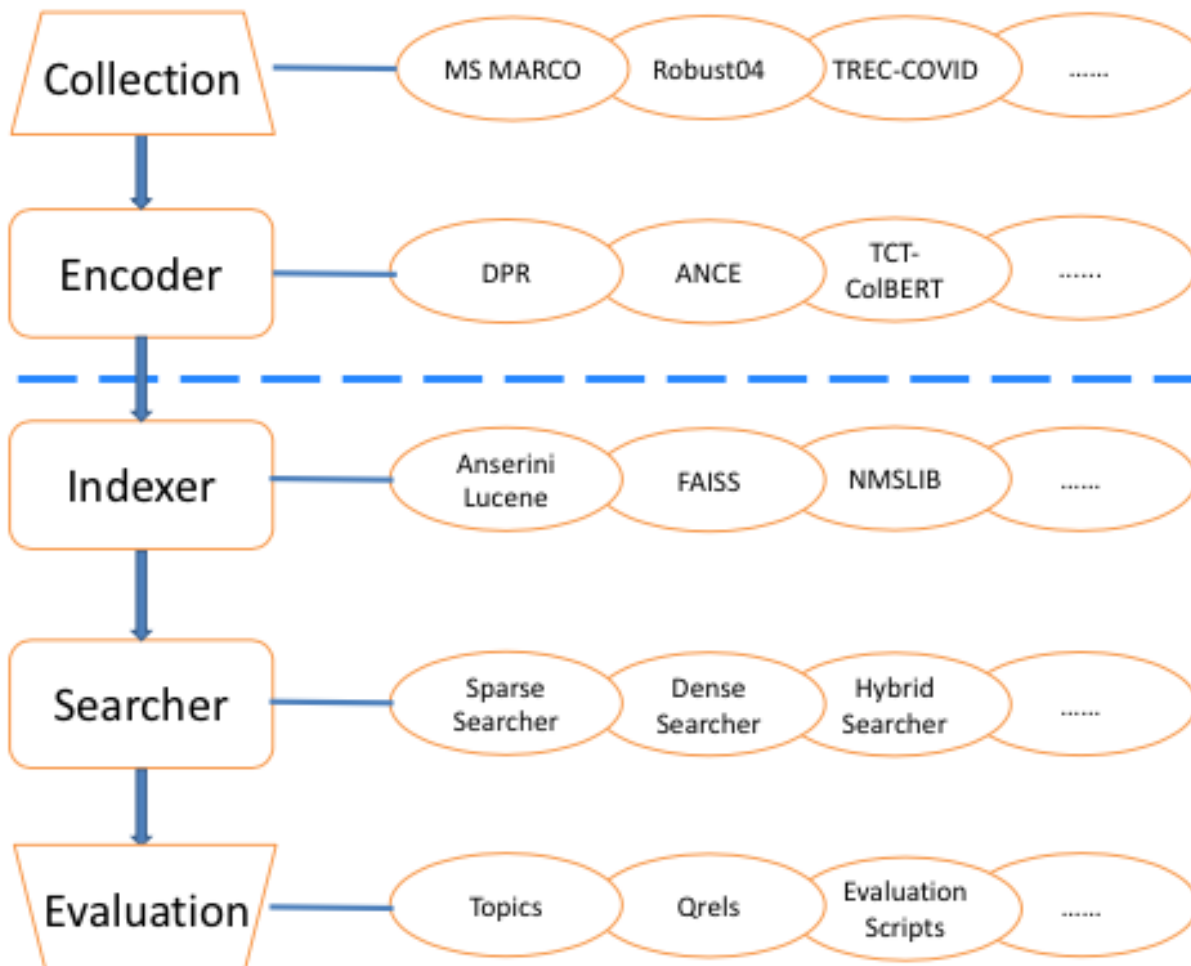 Collection
MS MARCO
Robust04
TREC-COVID
......
Encoder
DPR
ANCE
TCT-
ColBERT
......
Indexer
Anserini
Lucene
FAISS
NMSLIB
......
Searcher
Sparse
Searcher
Dense
Searcher
Hybrid
Searcher
......
Evaluation
Topics
Qrels
Evaluation
Scripts
......